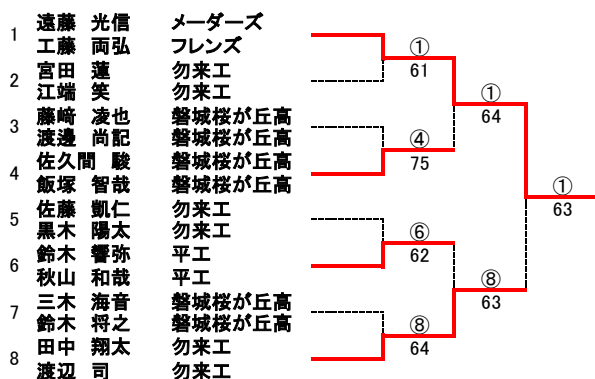 1 遠藤 光信 メーダーズ
工藤 両弘 フレンズ
2 宮田 蓮 勿来工
江端 笑 勿来工
3 藤﨑 凌也 磐城桜が丘高
渡邊 尚記 磐城桜が丘高
4 佐久間 駿 磐城桜が丘高
飯塚 智哉 磐城桜が丘高
5 佐藤 凱仁 勿来工
黒木 陽太 勿来工
6 鈴木 響弥 平工
秋山 和哉 平工
7 三木 海音 磐城桜が丘高
鈴木 将之 磐城桜が丘高
8 田中 翔太 勿来工
渡辺 司 勿来工
①
61
④
75
⑥
62
⑧
64
①
64
⑧
63
①
63